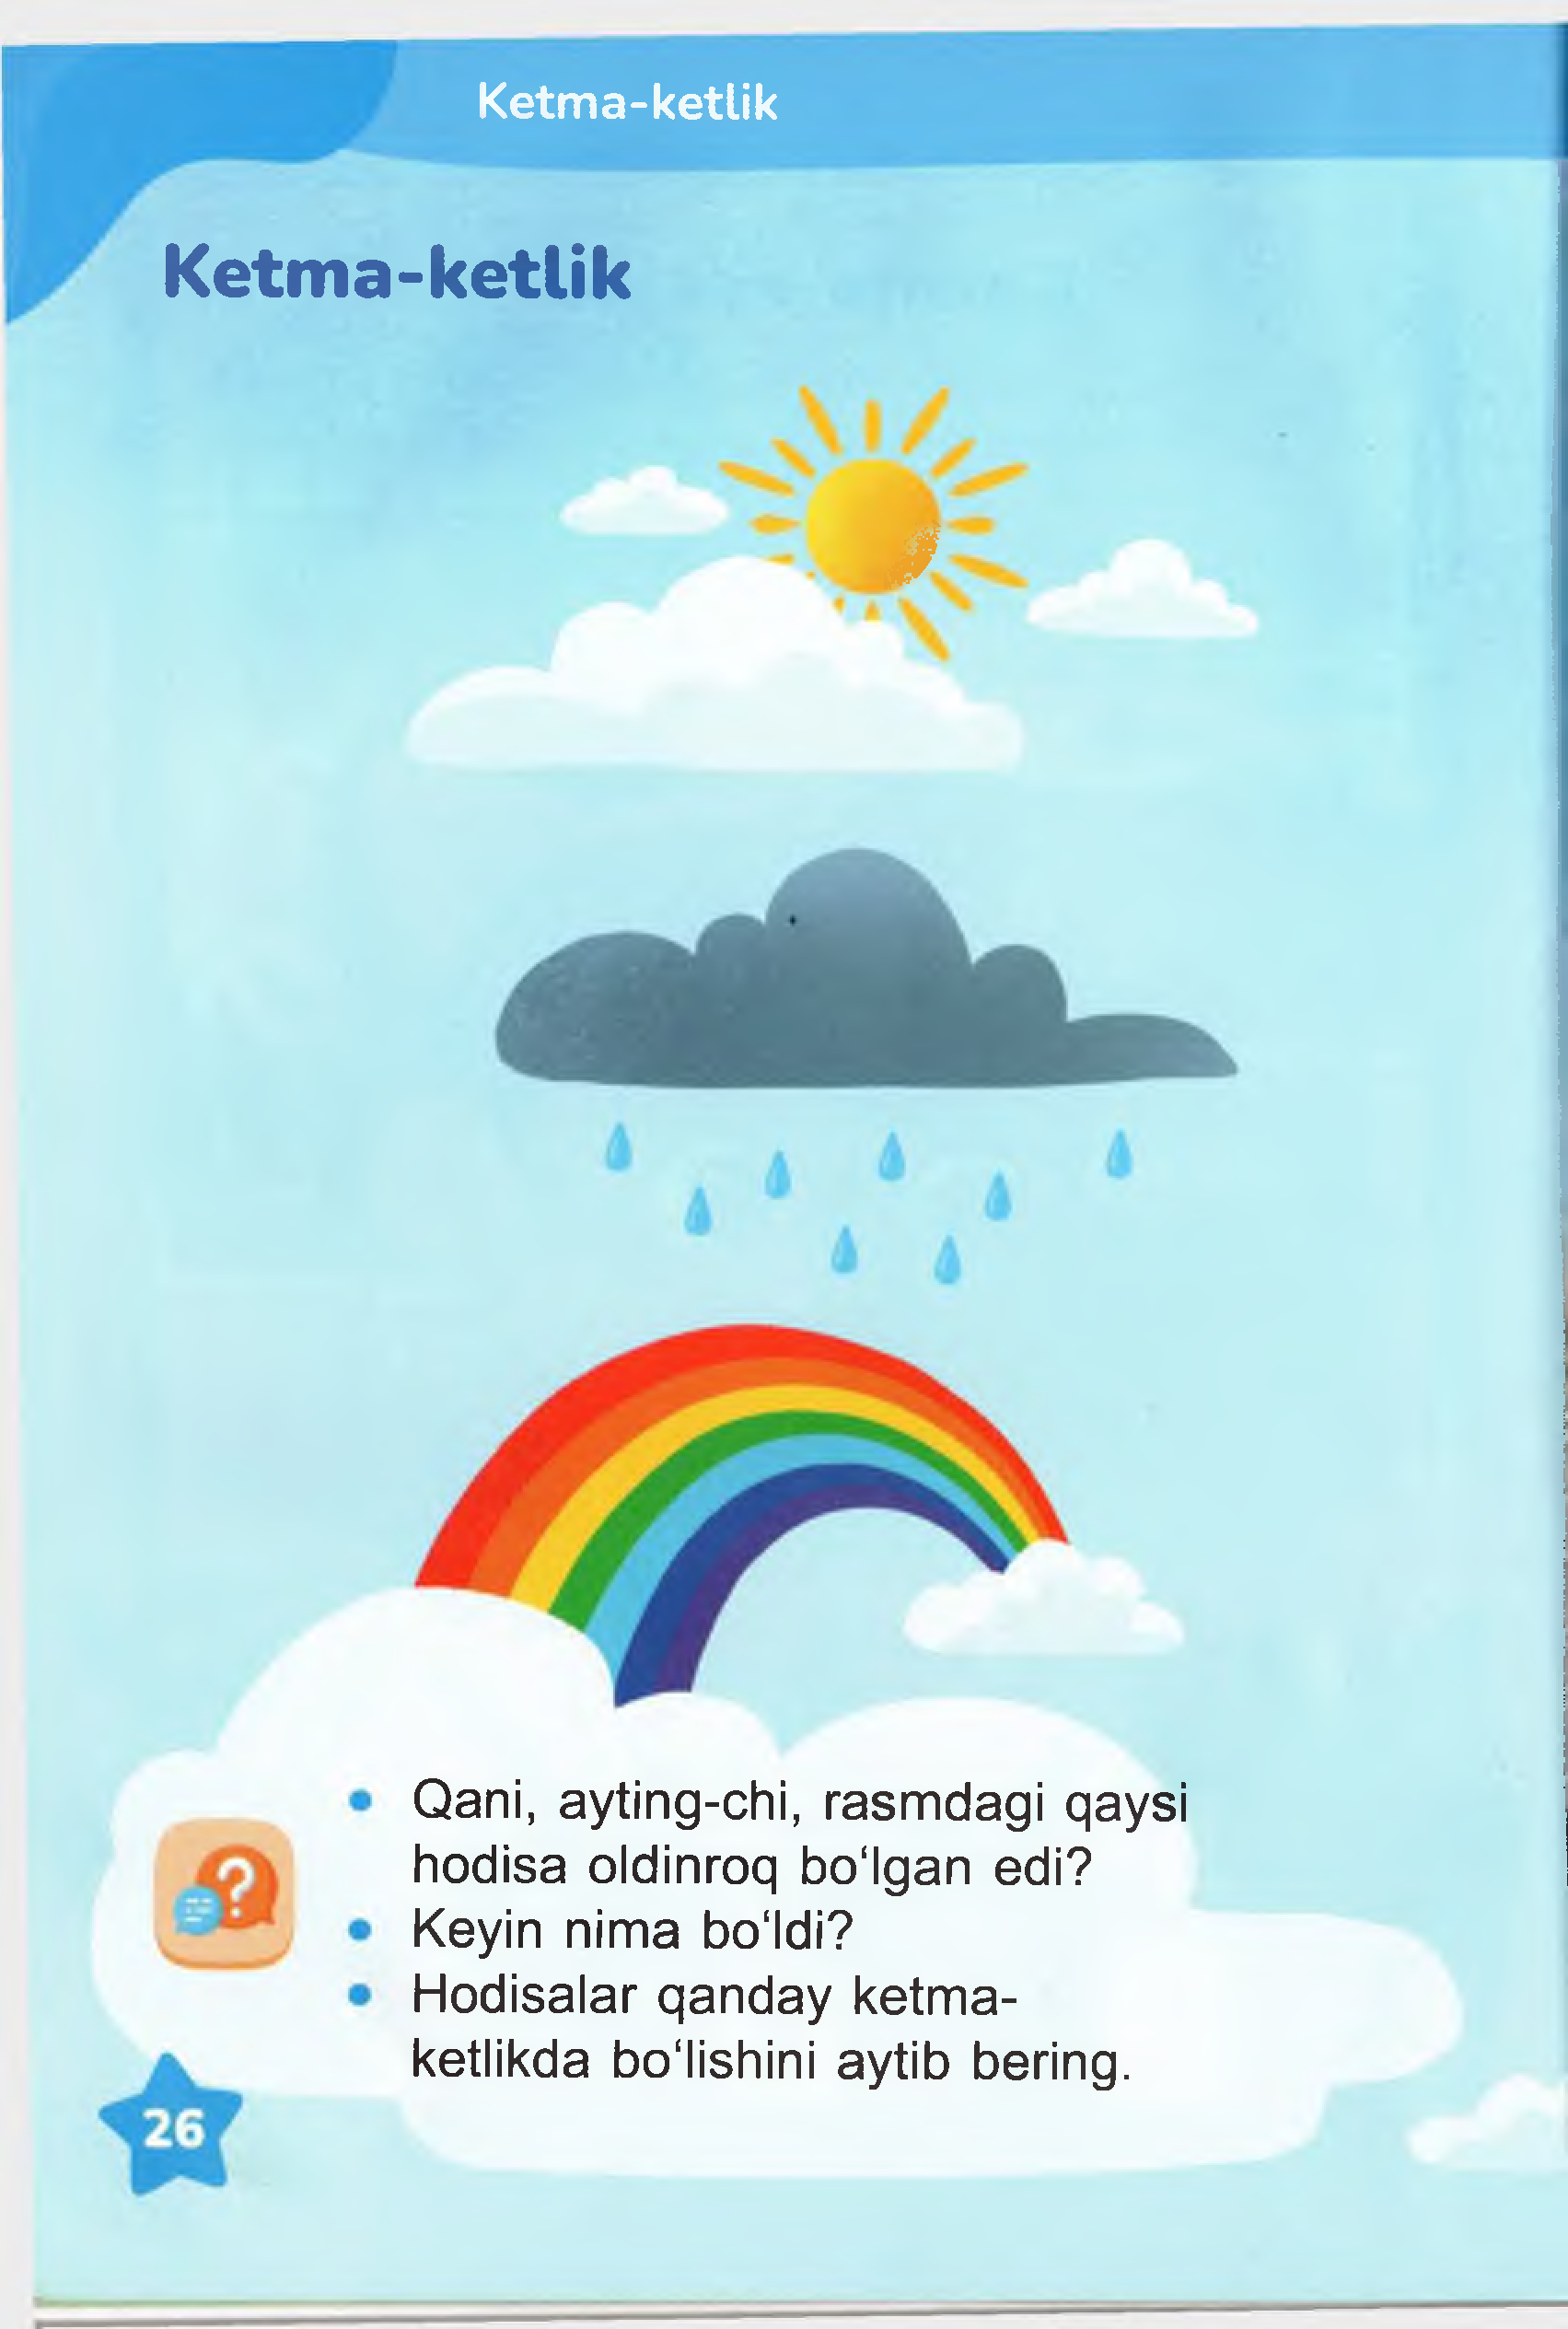 Ketma-ketlik
Ketma-ketlik
• Qani, ayting-chi, rasmdagi qaysi
hodisa oldinroq bo‘lgan edi?
• Keyin nima bo‘ldi?
• Hodisalar qanday ketma-
ketlikda bo‘lishini aytib bering.
?
26